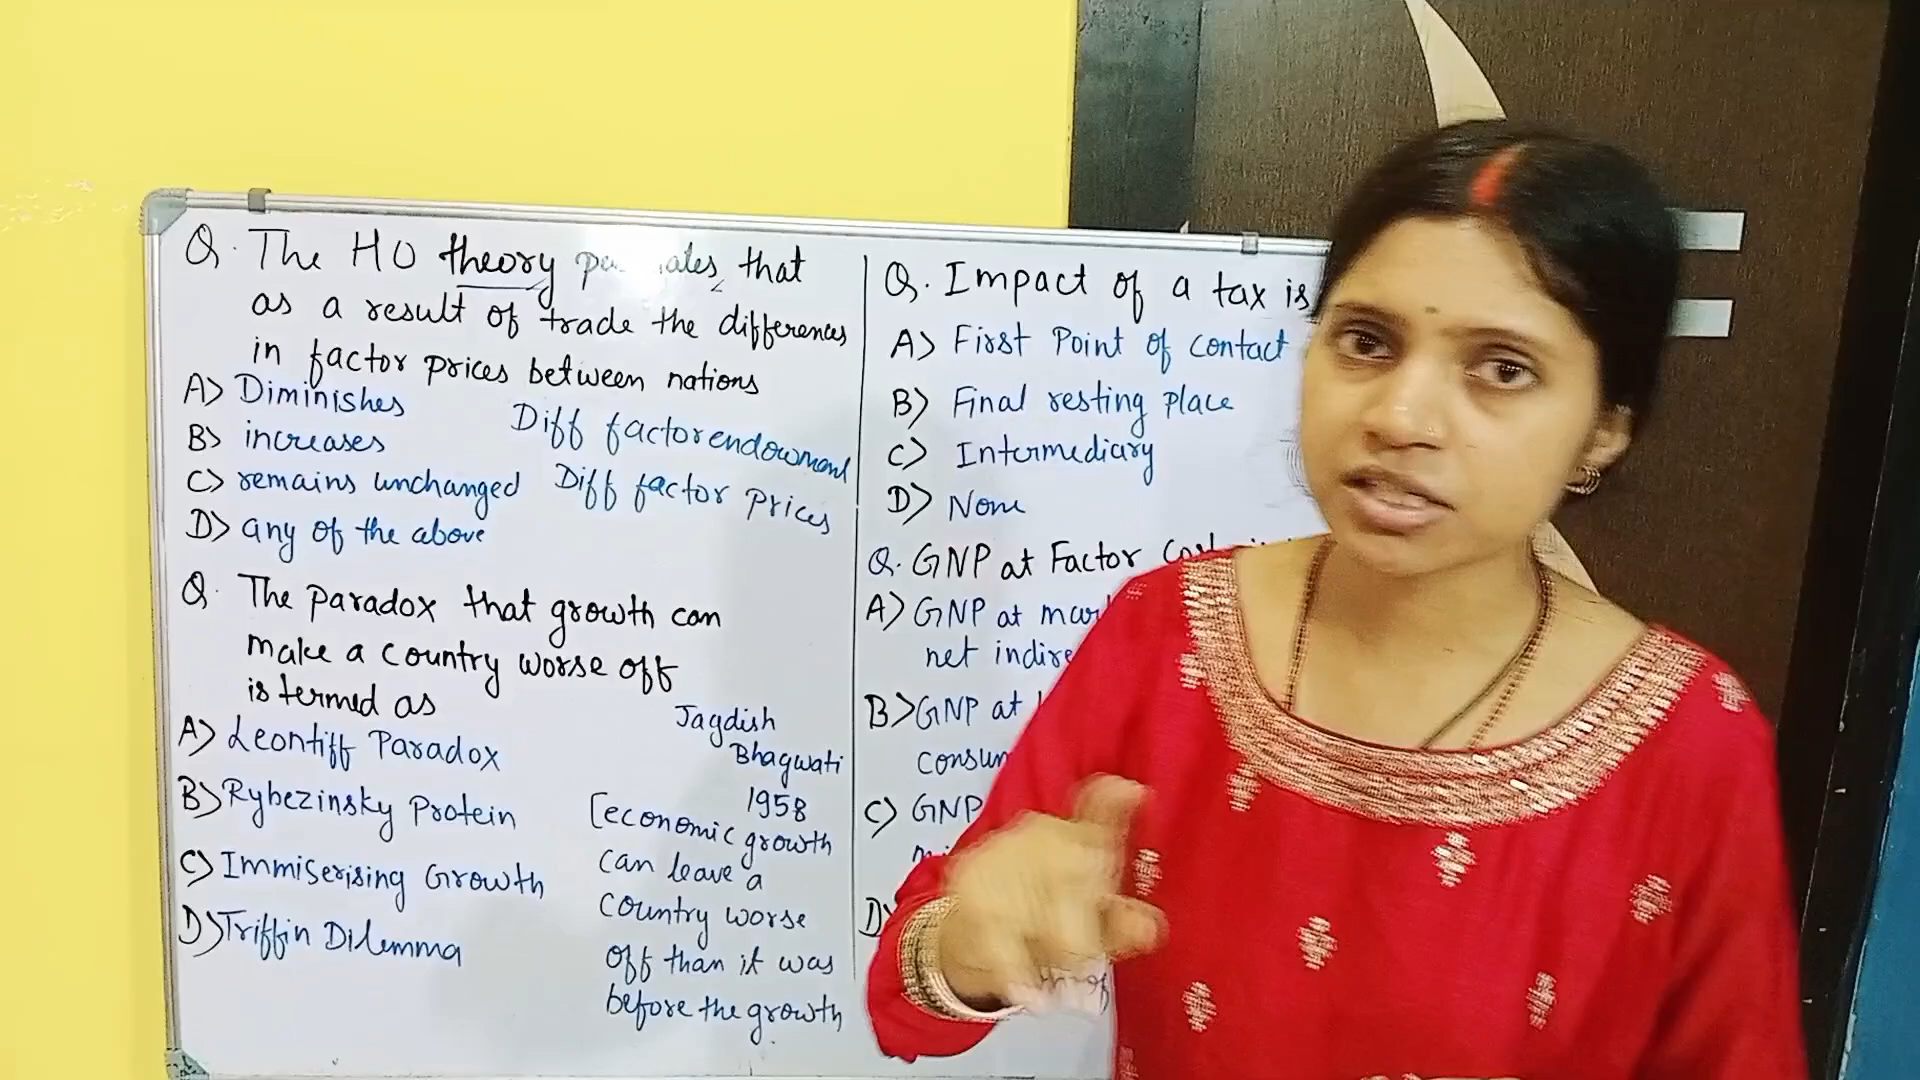 Q. The HO theory that
as a result of trade the differences
in factor prices between nations
A) Diminishes
B) increases
C) remains unchanged
D) any of the above
Diff factor endowment
Diff factor prices
Q. The paradox that growth can
make a country worse off
is termed as
A) Leontiff Paradox
B) Rybezinsky Protein
C) Immiserising Growth
D) Triffin Dilemma
Jagdish
Bhagwati
1958
[economic growth
can leave a
country worse
off than it was
before the growth
Q. Impact of a tax is
A) First Point of contact
B) Final resting place
C) Intermediary
D) None
Q. GNP at Factor
A) GNP at
net
B) GNP at
C) GNP
D)